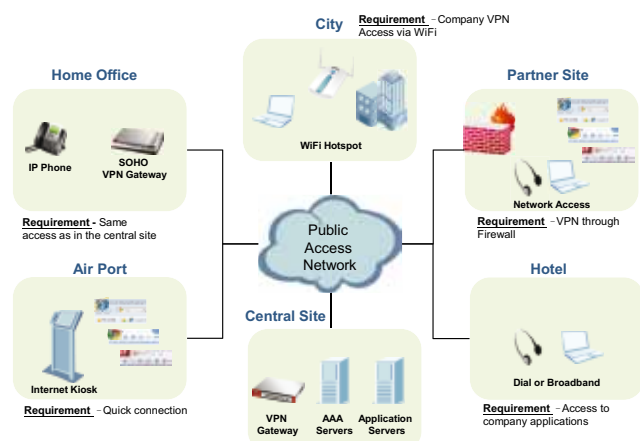 City
Requirement - Company VPN
Access via WiFi
WiFi Hotspot
Home Office
IP Phone
SOHO
VPN Gateway
Requirement - Same
access as in the central site
Partner Site
Network Access
Requirement - VPN through
Firewall
Public
Access
Network
Air Port
Internet Kiosk
Requirement - Quick connection
Central Site
VPN
Gateway
AAA
Servers
Application
Servers
Hotel
Dial or Broadband
Requirement - Access to
company applications